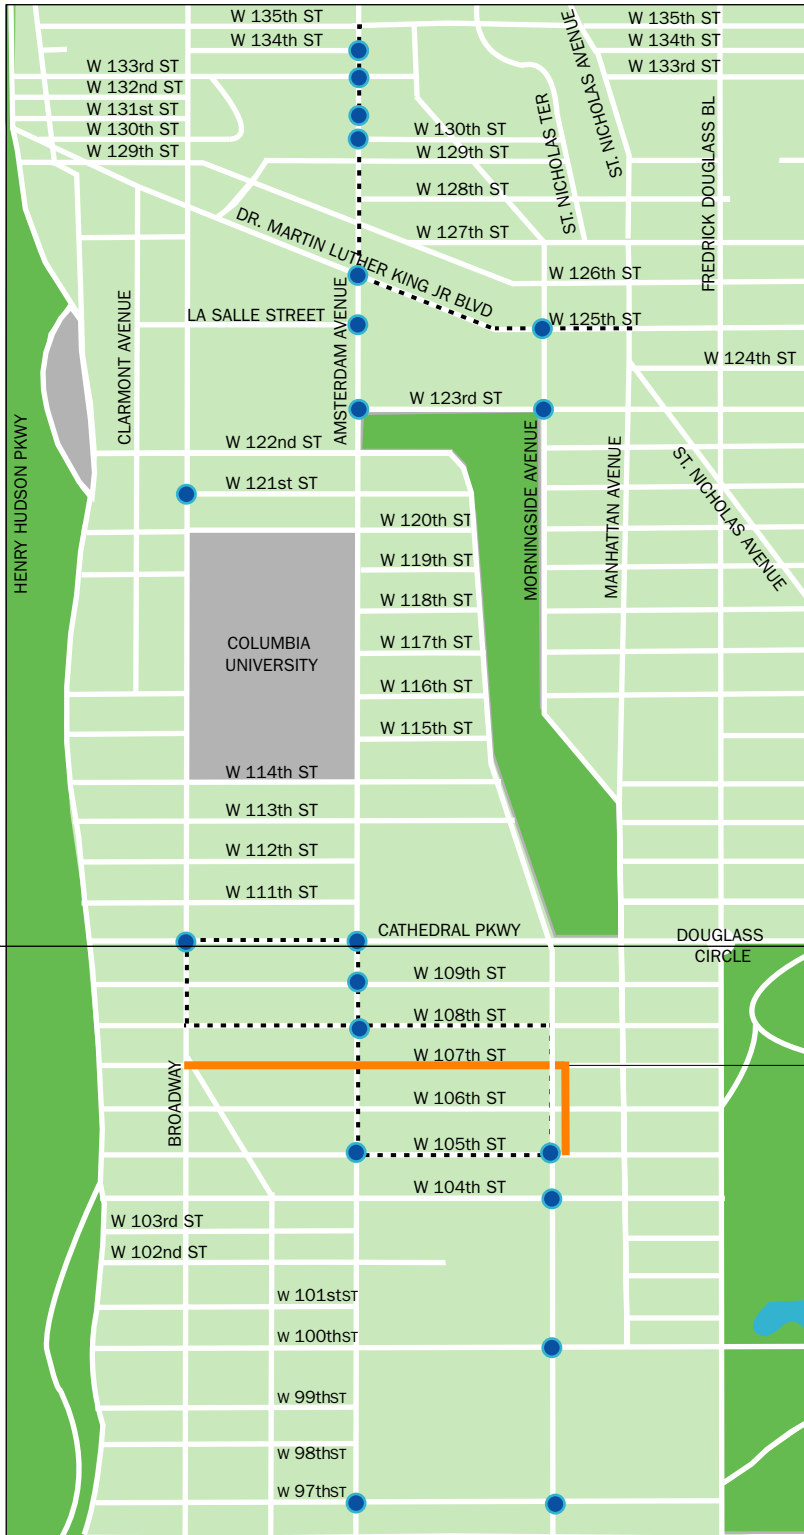 W 135th ST
W 135th ST
W 134th ST
W 134th ST
W 133rd ST
W 133rd ST
W 132nd ST
W 131st ST
W 130th ST
W 130th ST
W 129th ST
W 129th ST
ST. NICHOLAS AVENUE
ST. NICHOLAS AVENUE
ST. NICHOLAS TER
FREDRICK DOUGLASS BL
W 128th ST
W 127th ST
DR. MARTIN LUTHER KING JR BLVD
W 126th ST
LA SALLE STREET
W 125th ST
CLARMONT AVENUE
AMSTERDAM AVENUE
W 124th ST
W 123rd ST
HENRY HUDSON PKWY
W 122nd ST
MORNINGSIDE AVENUE
MANHATTAN AVENUE
ST. NICHOLAS AVENUE
W 121st ST
W 120th ST
W 119th ST
W 118th ST
COLUMBIA
UNIVERSITY
W 117th ST
W 116th ST
W 115th ST
W 114th ST
W 113th ST
W 112th ST
W 111th ST
CATHEDRAL PKWY
DOUGLASS
CIRCLE
W 109th ST
W 108th ST
W 107th ST
BROADWAY
W 106th ST
W 105th ST
W 104th ST
W 103rd ST
W 102nd ST
W 101stST
W 100thST
W 99thST
W 98thST
W 97thST